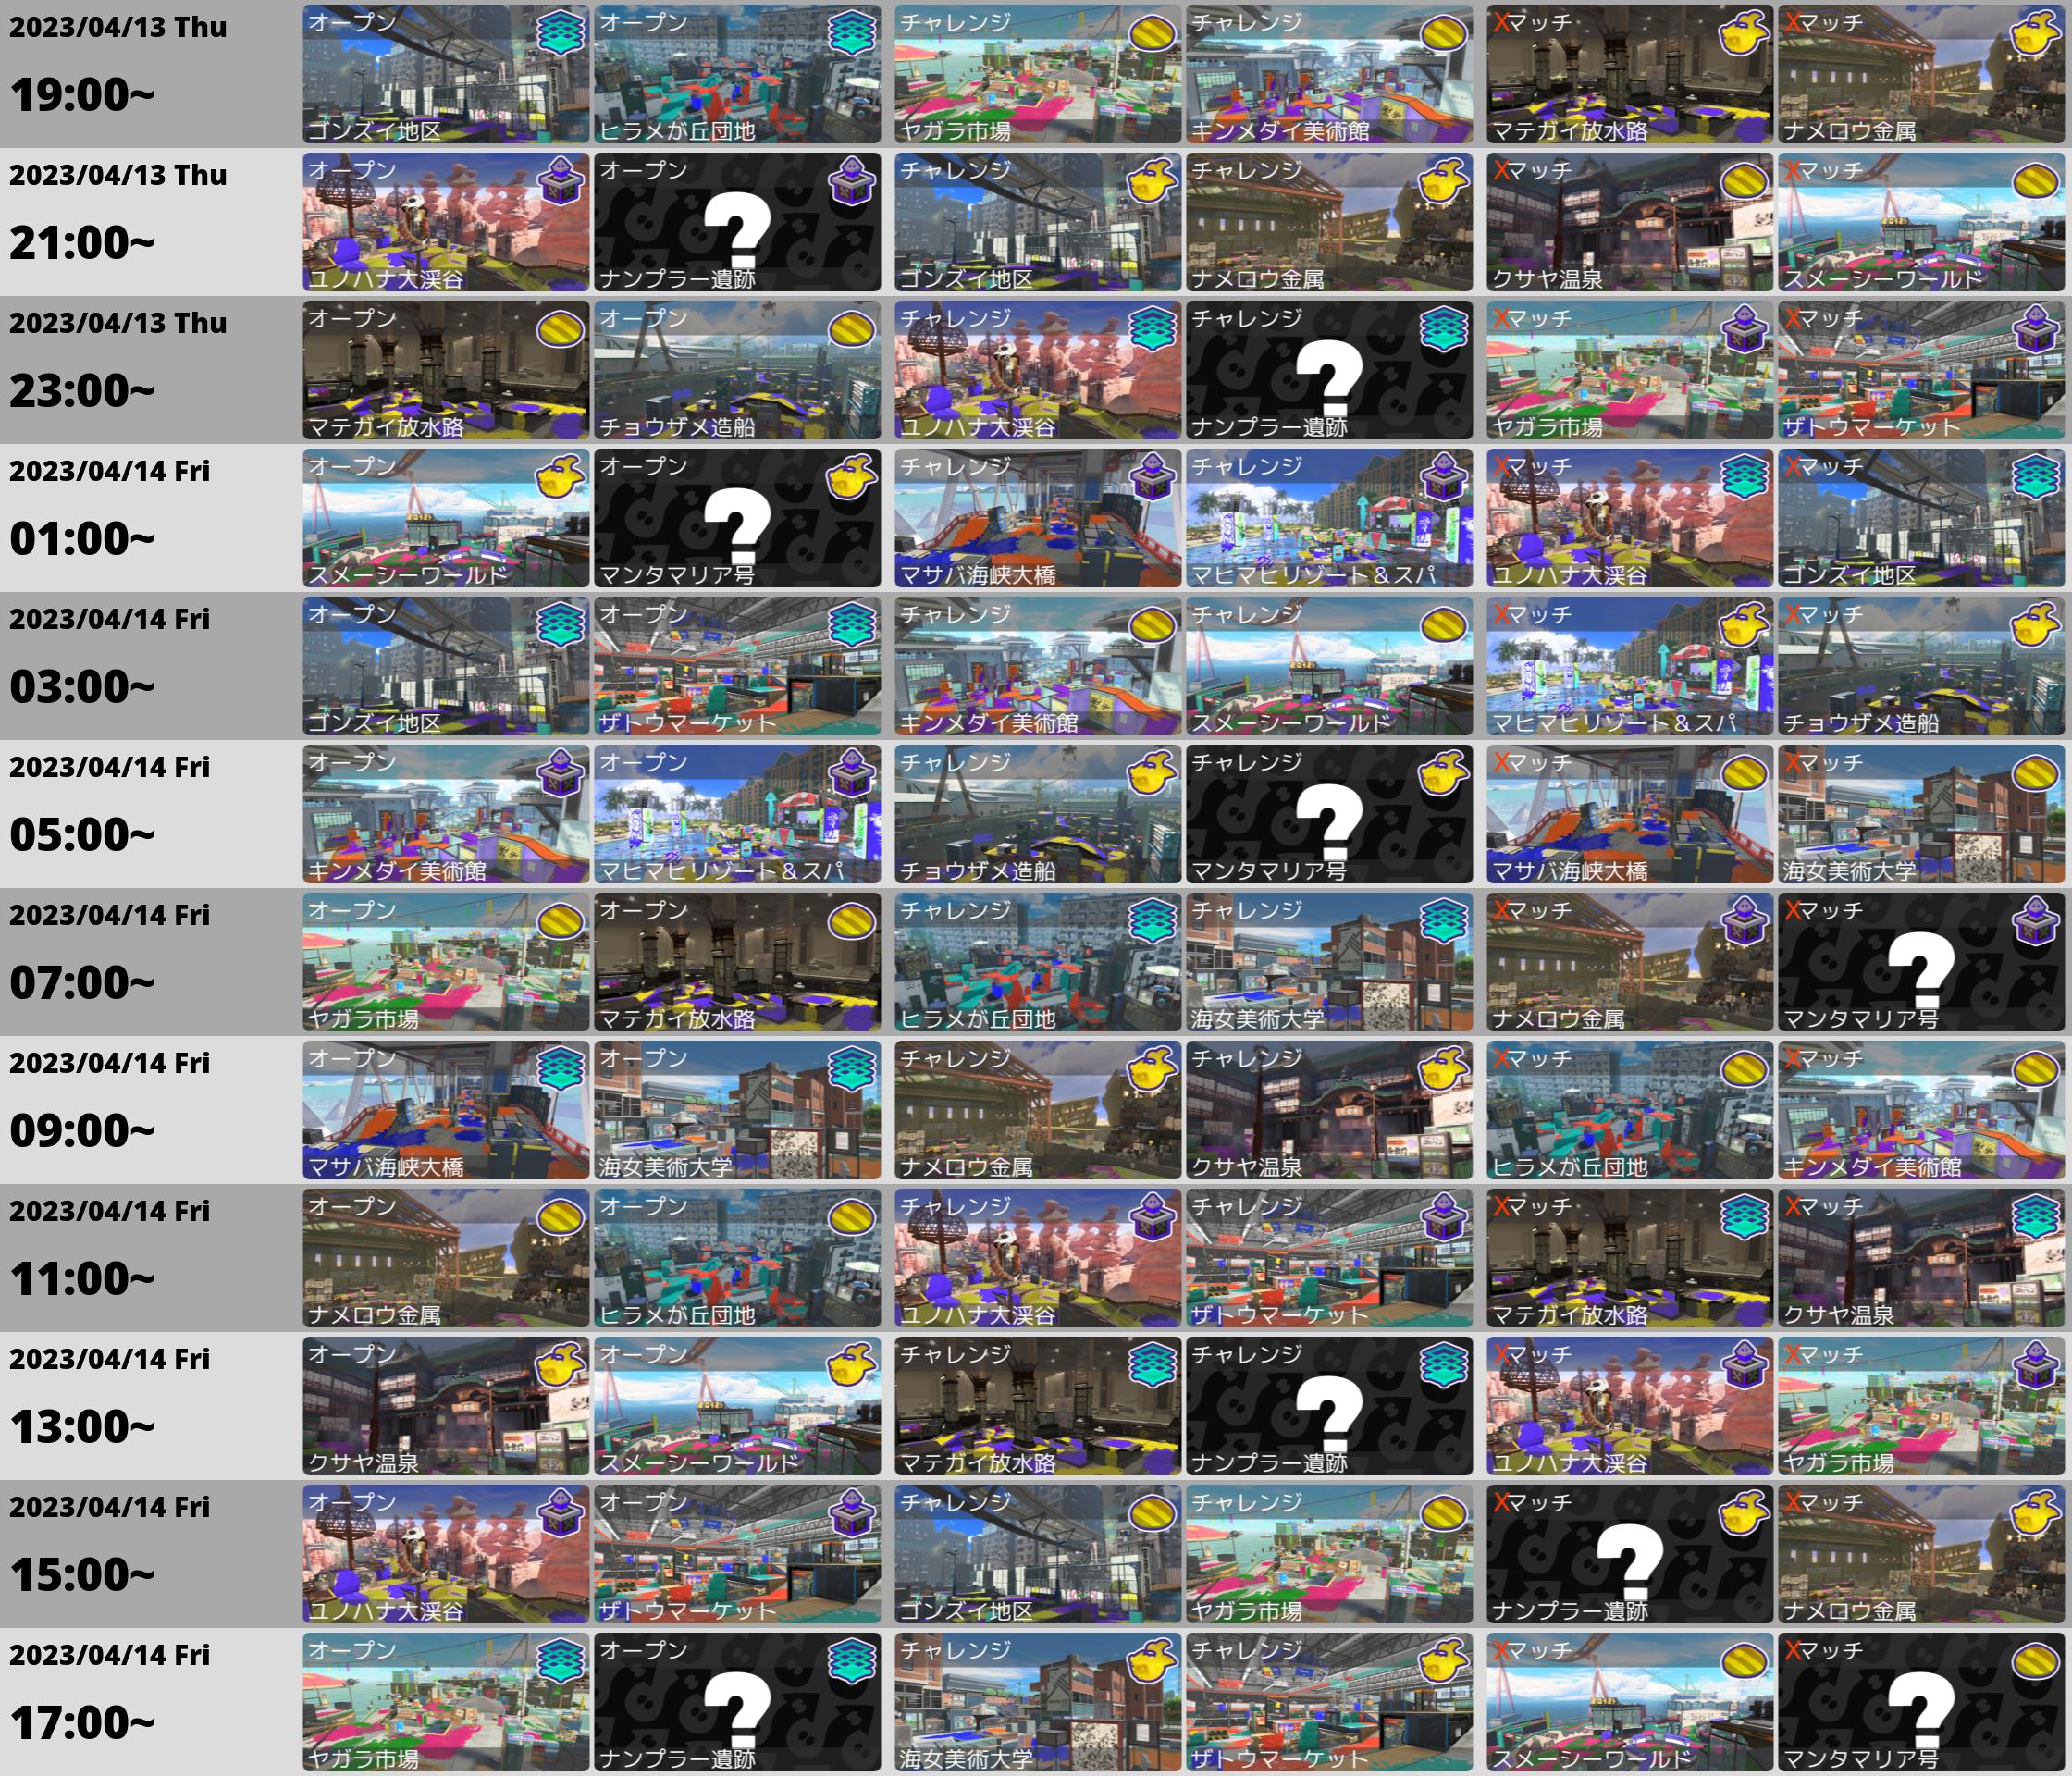 2023/04/13 Thu
19:00~
オープン
ゴンズイ地区
オープン
ヒラメが丘団地
チャレンジ
ヤガラ市場
チャレンジ
キンメダイ美術館
Xマッチ
マテガイ放水路
Xマッチ
ナメロウ金属
2023/04/13 Thu
21:00~
オープン
ユノハナ大渓谷
オープン
?
ナンプラー遺跡
チャレンジ
ゴンズイ地区
チャレンジ
ナメロウ金属
Xマッチ
クサヤ温泉
Xマッチ
スメーシーワールド
2023/04/13 Thu
23:00~
オープン
マテガイ放水路
オープン
チョウザメ造船
チャレンジ
ユノハナ大渓谷
チャレンジ
?
ナンプラー遺跡
Xマッチ
ヤガラ市場
Xマッチ
ザトウマーケット
2023/04/14 Fri
01:00~
オープン
スメーシーワールド
オープン
?
マンタマリア号
チャレンジ
マサバ海峡大橋
チャレンジ
マヒマヒリゾート＆スパ
Xマッチ
ユノハナ大渓谷
Xマッチ
ゴンズイ地区
2023/04/14 Fri
03:00~
オープン
ゴンズイ地区
オープン
ザトウマーケット
チャレンジ
キンメダイ美術館
チャレンジ
スメーシーワールド
Xマッチ
マヒマヒリゾート＆スパ
Xマッチ
チョウザメ造船
2023/04/14 Fri
05:00~
オープン
キンメダイ美術館
オープン
マヒマヒリゾート＆スパ
チャレンジ
チョウザメ造船
チャレンジ
?
マンタマリア号
Xマッチ
マサバ海峡大橋
Xマッチ
海女美術大学
2023/04/14 Fri
07:00~
オープン
ヤガラ市場
オープン
マテガイ放水路
チャレンジ
ヒラメが丘団地
チャレンジ
海女美術大学
Xマッチ
ナメロウ金属
Xマッチ
?
マンタマリア号
2023/04/14 Fri
09:00~
オープン
マサバ海峡大橋
オープン
海女美術大学
チャレンジ
ナメロウ金属
チャレンジ
クサヤ温泉
Xマッチ
ヒラメが丘団地
Xマッチ
キンメダイ美術館
2023/04/14 Fri
11:00~
オープン
ナメロウ金属
オープン
ヒラメが丘団地
チャレンジ
ユノハナ大渓谷
チャレンジ
ザトウマーケット
Xマッチ
マテガイ放水路
Xマッチ
クサヤ温泉
2023/04/14 Fri
13:00~
オープン
クサヤ温泉
オープン
スメーシーワールド
チャレンジ
マテガイ放水路
チャレンジ
?
ナンプラー遺跡
Xマッチ
ユノハナ大渓谷
Xマッチ
ヤガラ市場
2023/04/14 Fri
15:00~
オープン
ユノハナ大渓谷
オープン
ザトウマーケット
チャレンジ
ゴンズイ地区
チャレンジ
ヤガラ市場
Xマッチ
?
ナンプラー遺跡
Xマッチ
ナメロウ金属
2023/04/14 Fri
17:00~
オープン
ヤガラ市場
オープン
?
ナンプラー遺跡
チャレンジ
海女美術大学
チャレンジ
ザトウマーケット
Xマッチ
スメーシーワールド
Xマッチ
?
マンタマリア号